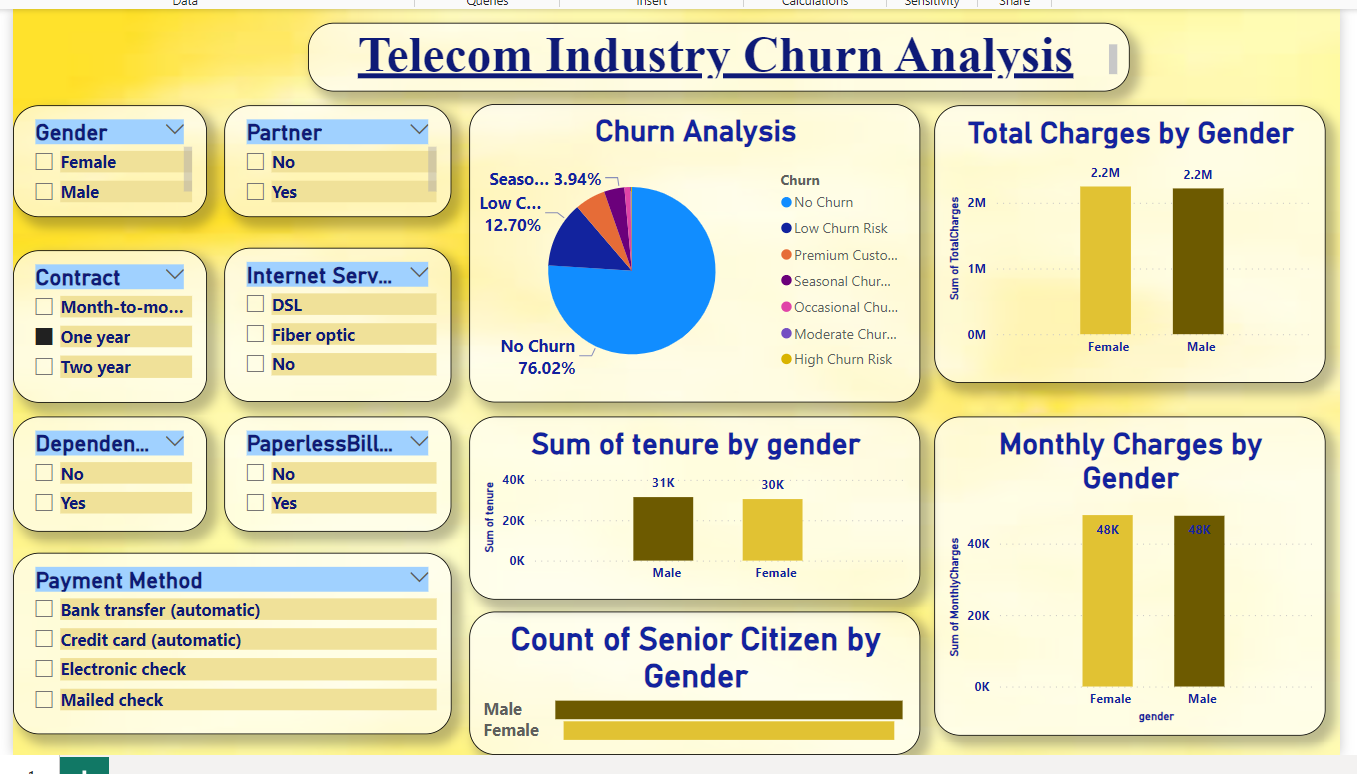 Data Queries Insert Calculations Sensitivity Share
Telecom Industry Churn Analysis
Gender
Female
Male
Partner
No
Yes
Contract
Month-to-mo...
One year
Two year
Internet Serv...
DSL
Fiber optic
No
Dependen...
No
Yes
PaperlessBill...
No
Yes
Payment Method
Bank transfer (automatic)
Credit card (automatic)
Electronic check
Mailed check
Churn Analysis
Seaso... 3.94%
Low C...
12.70%
No Churn
76.02%
Churn
No Churn
Low Churn Risk
Premium Custo...
Seasonal Chur...
Occasional Chu...
Moderate Chur...
High Churn Risk
Total Charges by Gender
Sum of TotalCharges
2M
1M
0M
2.2M
2.2M
Female
Male
Sum of tenure by gender
Sum of tenure
40K
20K
0K
31K
30K
Male
Female
Count of Senior Citizen by
Gender
Male
Female
Monthly Charges by
Gender
Sum of MonthlyCharges
40K
20K
0K
48K
48K
Female
Male
gender